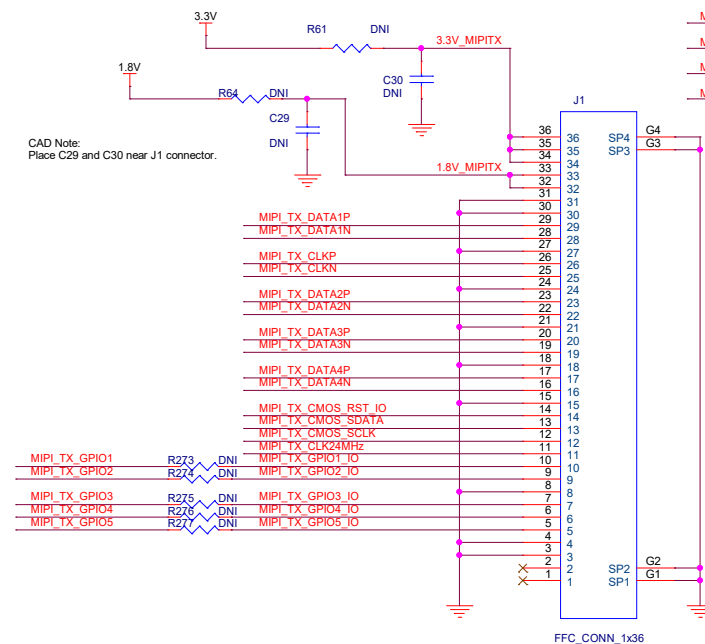 3.3V
R61 DNI
3.3V_MIPITX
1.8V
C30
DNI
R64 DNI
C29
DNI
J1
CAD Note:
Place C29 and C30 near J1 connector.
1.8V_MIPITX
36 36 SP4 G4
35 35 SP3 G3
34 34
33 33
32 32
31 31
30 30
MIPI_TX_DATA1P 29 29
MIPI_TX_DATA1N 28 28
27 27
MIPI_TX_CLKP 26 26
MIPI_TX_CLKN 25 25
24 24
MIPI_TX_DATA2P 23 23
MIPI_TX_DATA2N 22 22
21 21
MIPI_TX_DATA3P 20 20
MIPI_TX_DATA3N 19 19
18 18
MIPI_TX_DATA4P 17 17
MIPI_TX_DATA4N 16 16
15 15
MIPI_TX_CMOS_RST_IO 14 14
MIPI_TX_CMOS_SDATA 13 13
MIPI_TX_CMOS_SCLK 12 12
MIPI_TX_CLK24MHz 11 11
MIPI_TX_GPIO1 R273 DNI MIPI_TX_GPIO1_IO 10 10
MIPI_TX_GPIO2 R274 DNI MIPI_TX_GPIO2_IO 9 9
8 8
MIPI_TX_GPIO3 R275 DNI MIPI_TX_GPIO3_IO 7 7
MIPI_TX_GPIO4 R276 DNI MIPI_TX_GPIO4_IO 6 6
MIPI_TX_GPIO5 R277 DNI MIPI_TX_GPIO5_IO 5 5
4 4
3 3
2 2 SP2 G2
1 1 SP1 G1
FFC_CONN_1x36